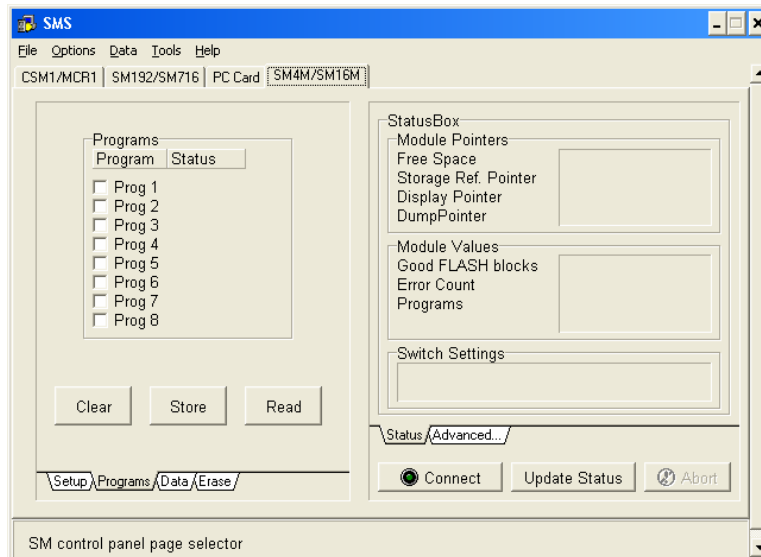 SMS
File Options Data Tools Help
CSM1/MCR1 SM192/SM716 PC Card SM4M/SM16M
Programs
Program Status
Prog 1
Prog 2
Prog 3
Prog 4
Prog 5
Prog 6
Prog 7
Prog 8
Clear Store Read
Setup Programs Data Erase
StatusBox
Module Pointers
Free Space
Storage Ref. Pointer
Display Pointer
DumpPointer
Module Values
Good FLASH blocks
Error Count
Programs
Switch Settings
Status Advanced...
Connect Update Status Abort
SM control panel page selector